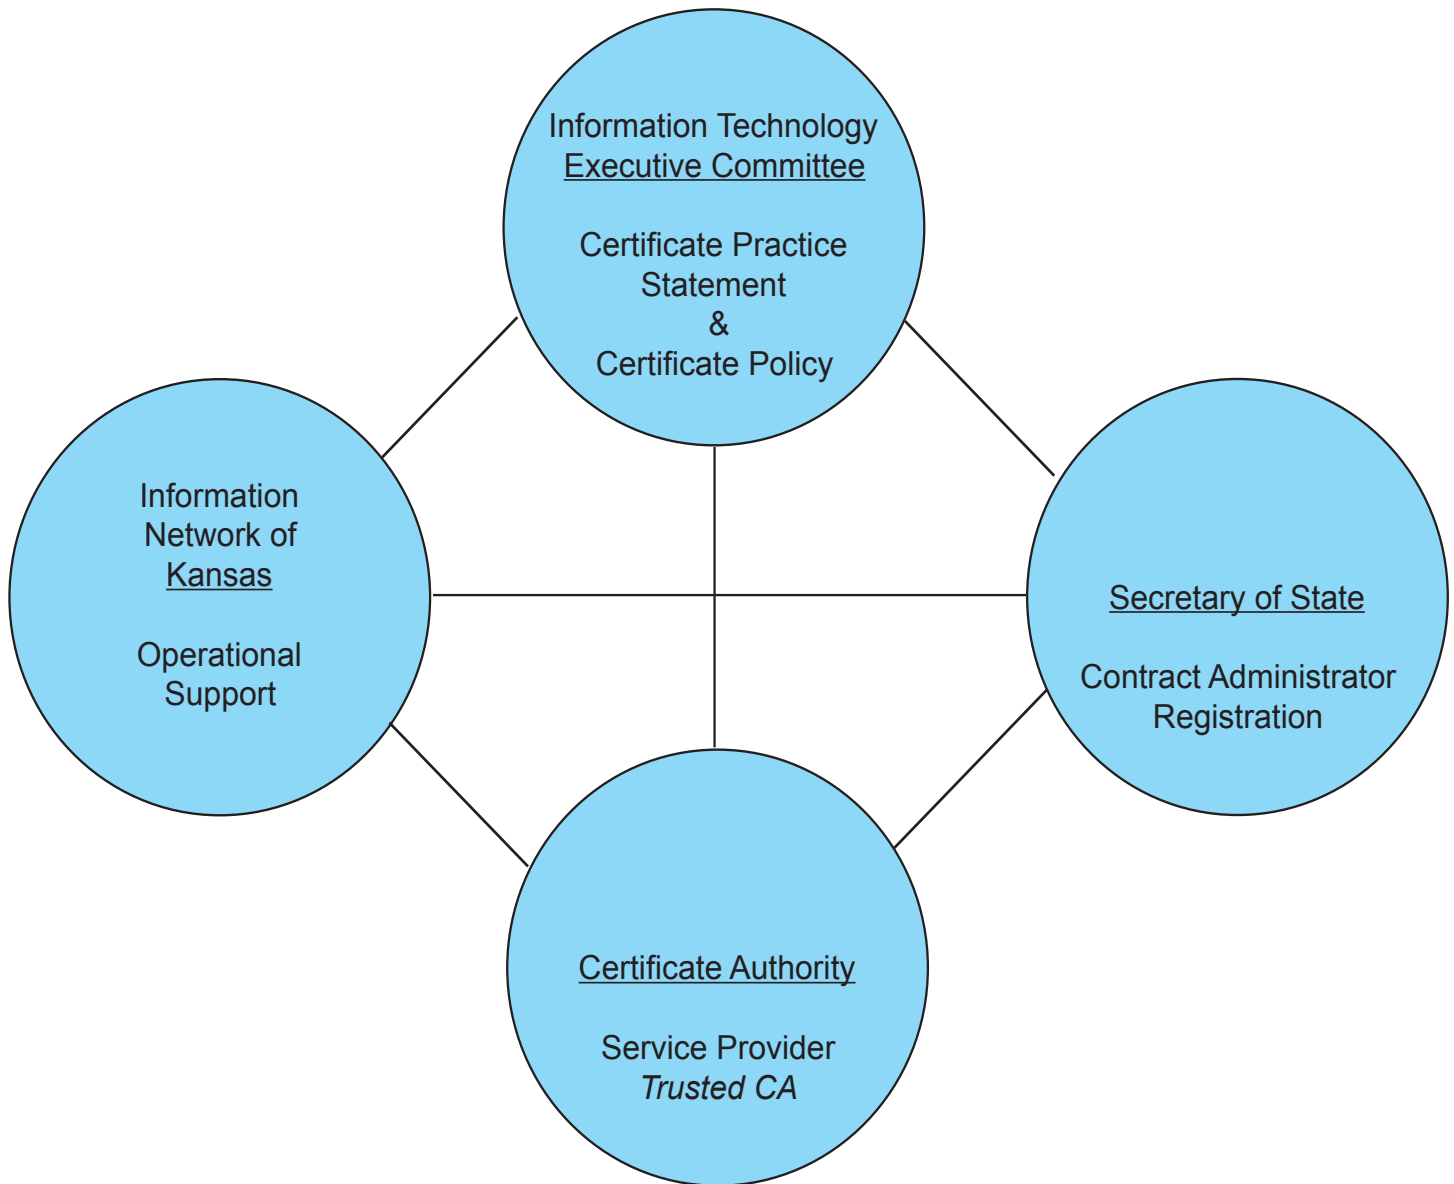 Information Technology
Executive Committee
Certificate Practice
Statement
&
Certificate Policy
Information
Network of
Kansas
Operational
Support
Secretary of State
Contract Administrator
Registration
Certificate Authority
Service Provider
Trusted CA